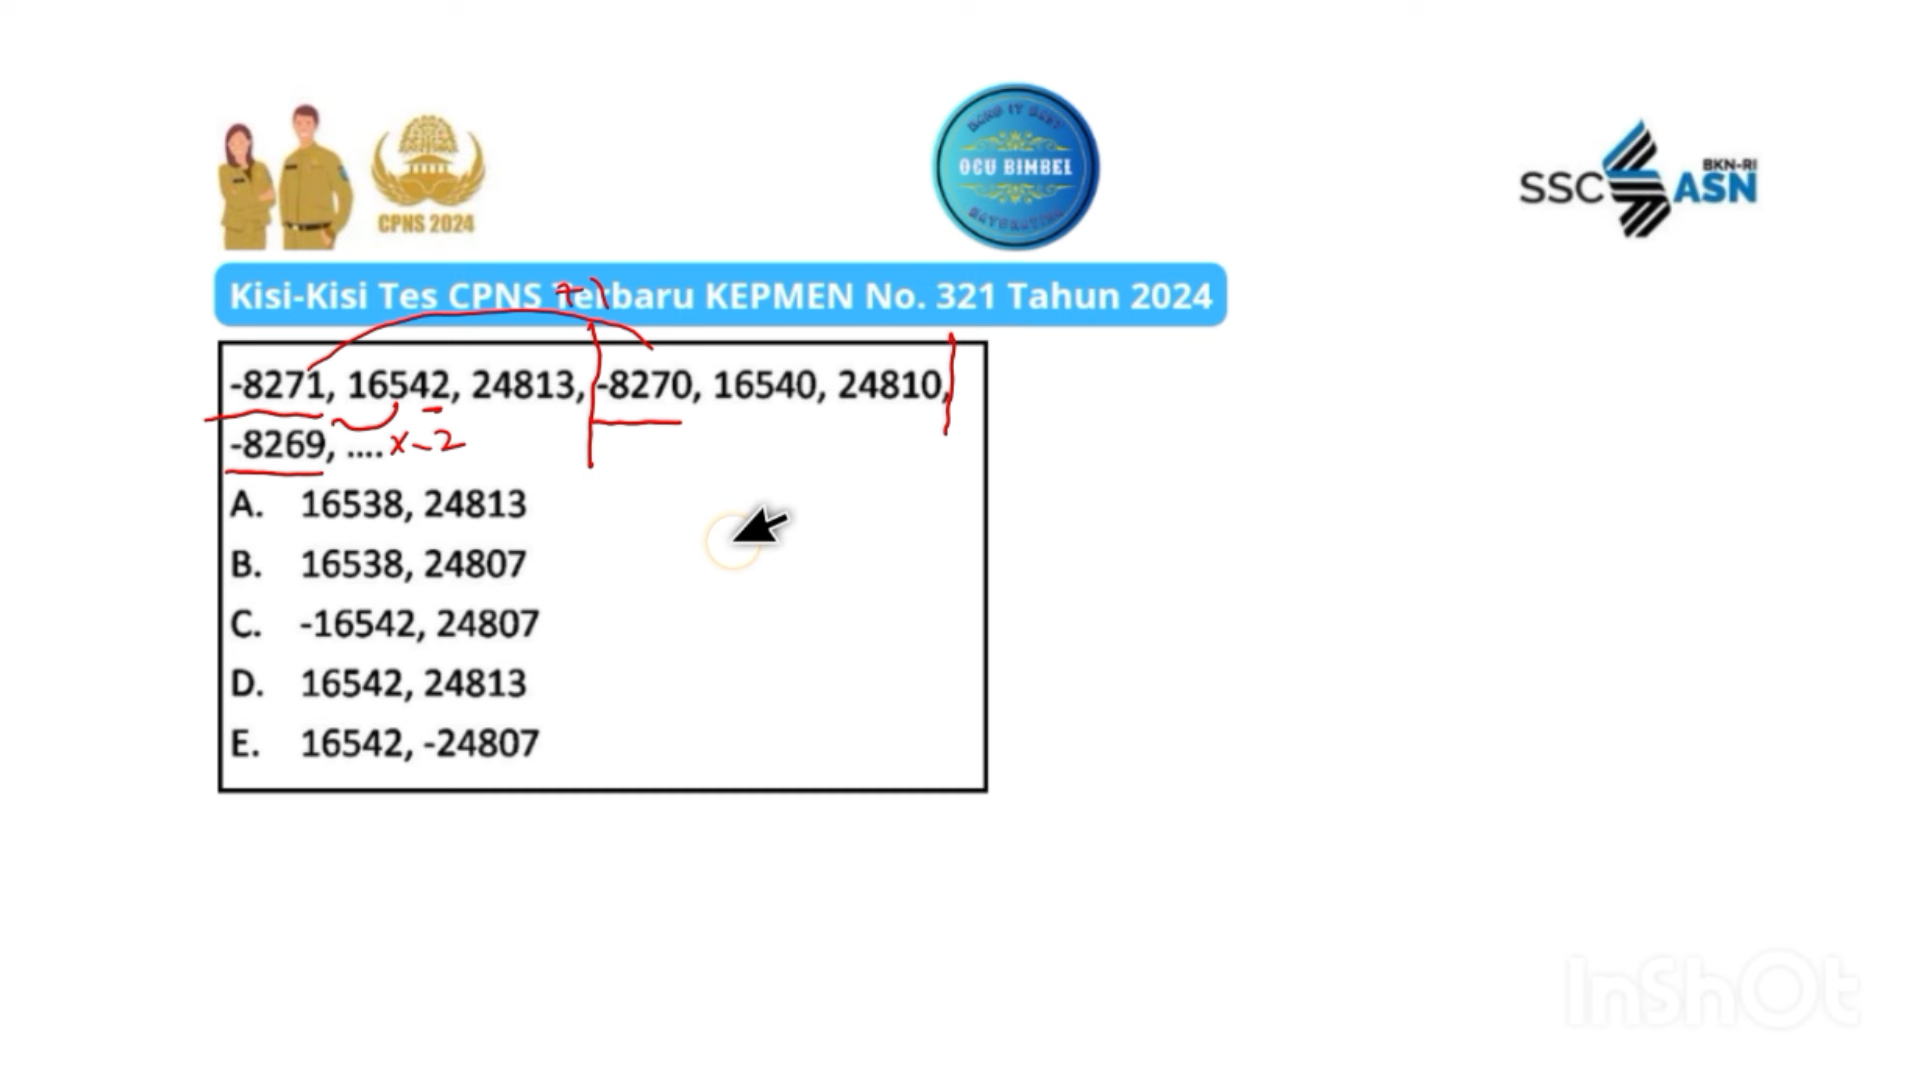 CPNS 2024
OCU BIMBEL
SSC ASN
BKN-RI
Kisi-Kisi Tes CPNS Terbaru KEPMEN No. 321 Tahun 2024
+1
-8271, 16542, 24813, -8270, 16540, 24810,
-8269, .... x-2
A. 16538, 24813
B. 16538, 24807
C. -16542, 24807
D. 16542, 24813
E. 16542, -24807
InShOt